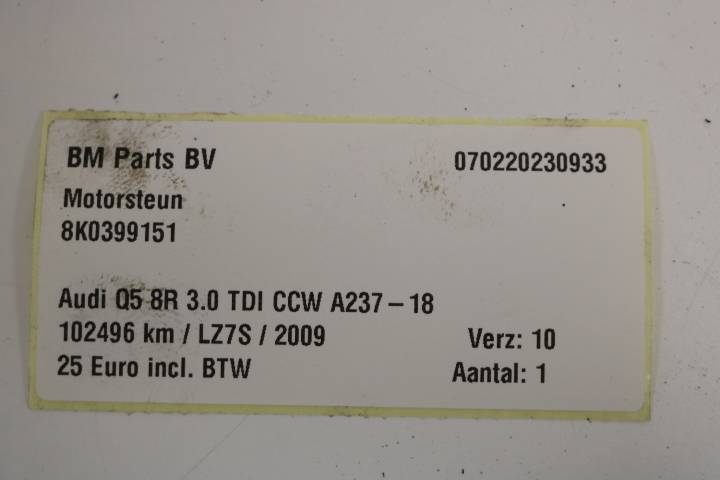 BM Parts BV 070220230933
Motorsteun
8K0399151
Audi Q5 8R 3.0 TDI CCW A237-18
102496 km / LZ7S / 2009 Verz: 10
25 Euro incl. BTW Aantal: 1